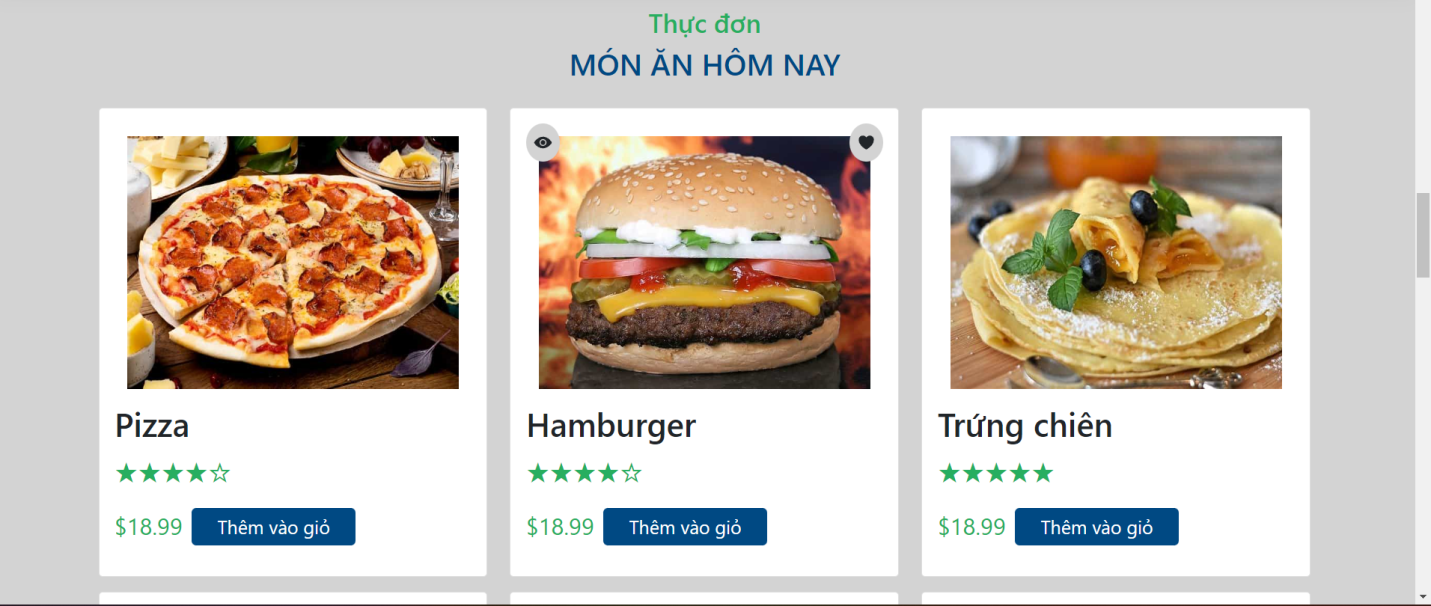 Thực đơn
MÓN ĂN HÔM NAY
Pizza
★★★★☆
$18.99 Thêm vào giỏ
Hamburger
★★★★☆
$18.99 Thêm vào giỏ
Trứng chiên
★★★★★
$18.99 Thêm vào giỏ